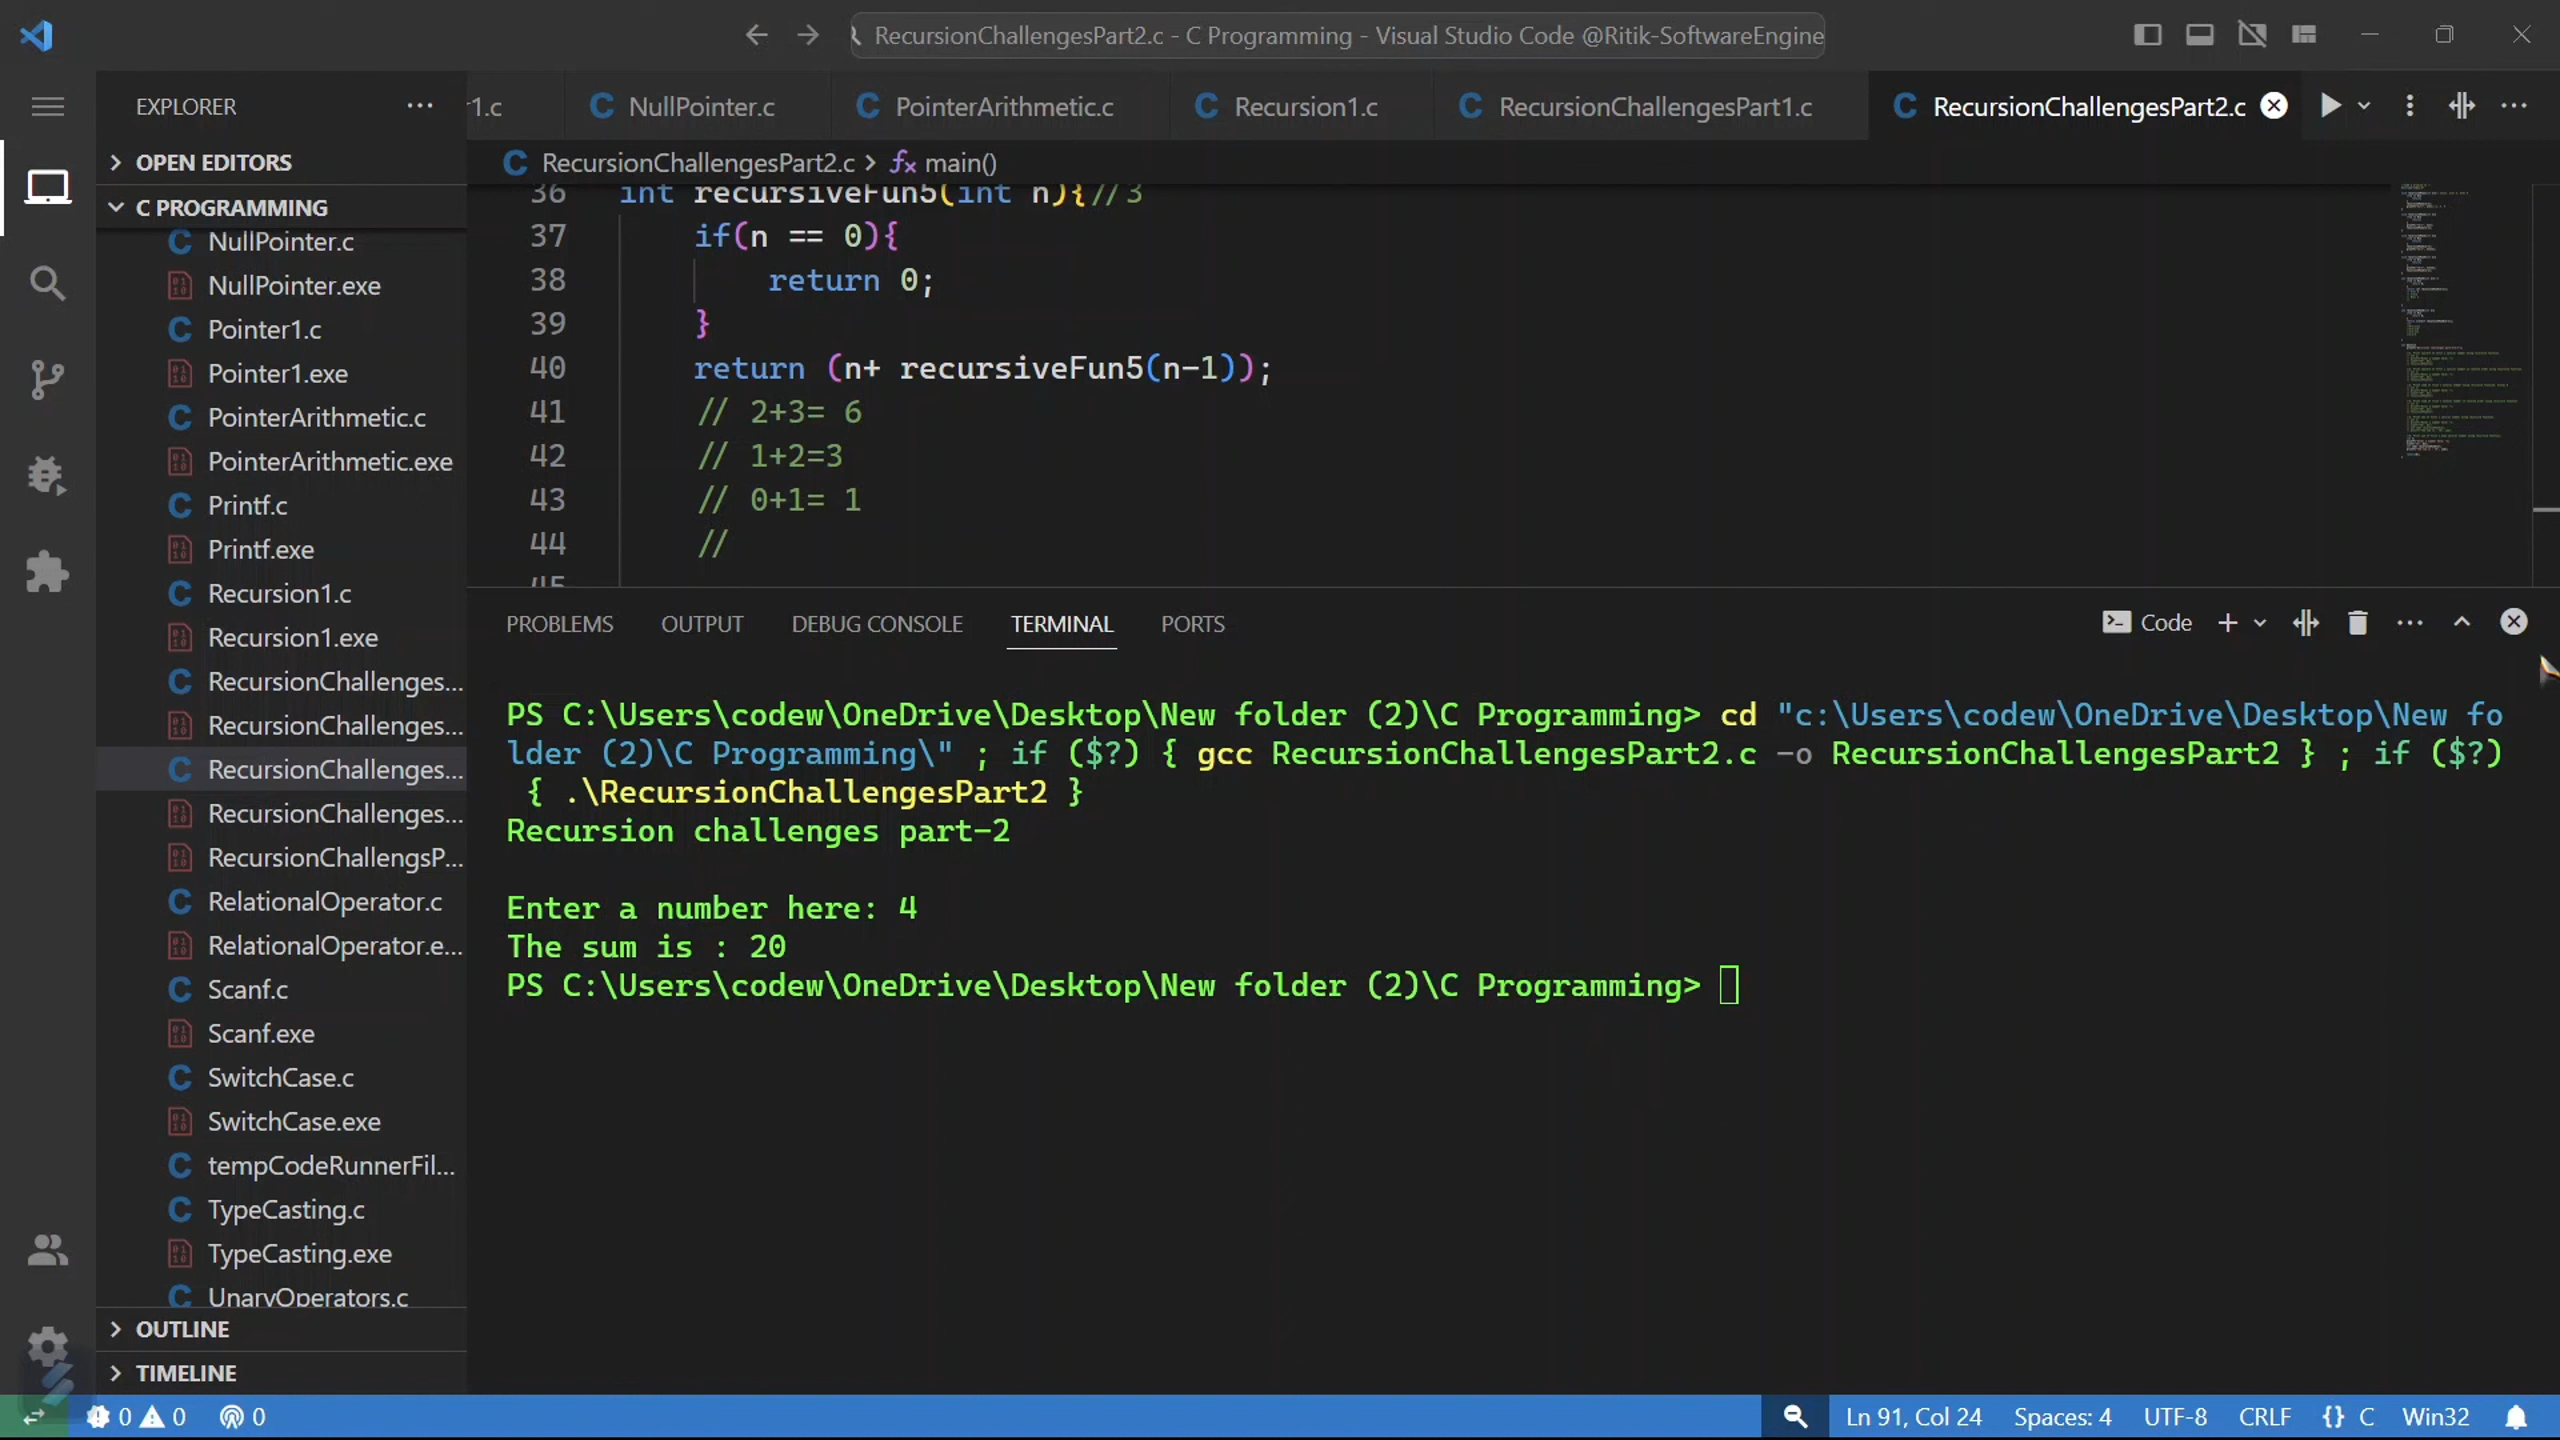 RecursionChallengesPart2.c - C Programming - Visual Studio Code @Ritik-SoftwareEngine
EXPLORER
r1.c
NullPointer.c
PointerArithmetic.c
Recursion1.c
RecursionChallengesPart1.c
RecursionChallengesPart2.c
OPEN EDITORS
C PROGRAMMING
NullPointer.c
NullPointer.exe
Pointer1.c
Pointer1.exe
PointerArithmetic.c
PointerArithmetic.exe
Printf.c
Printf.exe
Recursion1.c
Recursion1.exe
RecursionChallenges...
RecursionChallenges...
RecursionChallenges...
RecursionChallenges...
RecursionChallengsP...
RelationalOperator.c
RelationalOperator.e...
Scanf.c
Scanf.exe
SwitchCase.c
SwitchCase.exe
tempCodeRunnerFil...
TypeCasting.c
TypeCasting.exe
UnaryOperators.c
OUTLINE
TIMELINE
RecursionChallengesPart2.c > main()
36 int recursiveFun5(int n){//3
37 if(n == 0){
38 return 0;
39 }
40 return (n+ recursiveFun5(n-1));
41 // 2+3= 6
42 // 1+2=3
43 // 0+1= 1
44 //
45
PROBLEMS OUTPUT DEBUG CONSOLE TERMINAL PORTS
Code
PS C:\Users\codew\OneDrive\Desktop\New folder (2)\C Programming> cd "c:\Users\codew\OneDrive\Desktop\New fo
lder (2)\C Programming\" ; if ($?) { gcc RecursionChallengesPart2.c -o RecursionChallengesPart2 } ; if ($?)
{ .\RecursionChallengesPart2 }
Recursion challenges part-2
Enter a number here: 4
The sum is : 20
PS C:\Users\codew\OneDrive\Desktop\New folder (2)\C Programming>
0 0 0
Ln 91, Col 24 Spaces: 4 UTF-8 CRLF {} C Win32